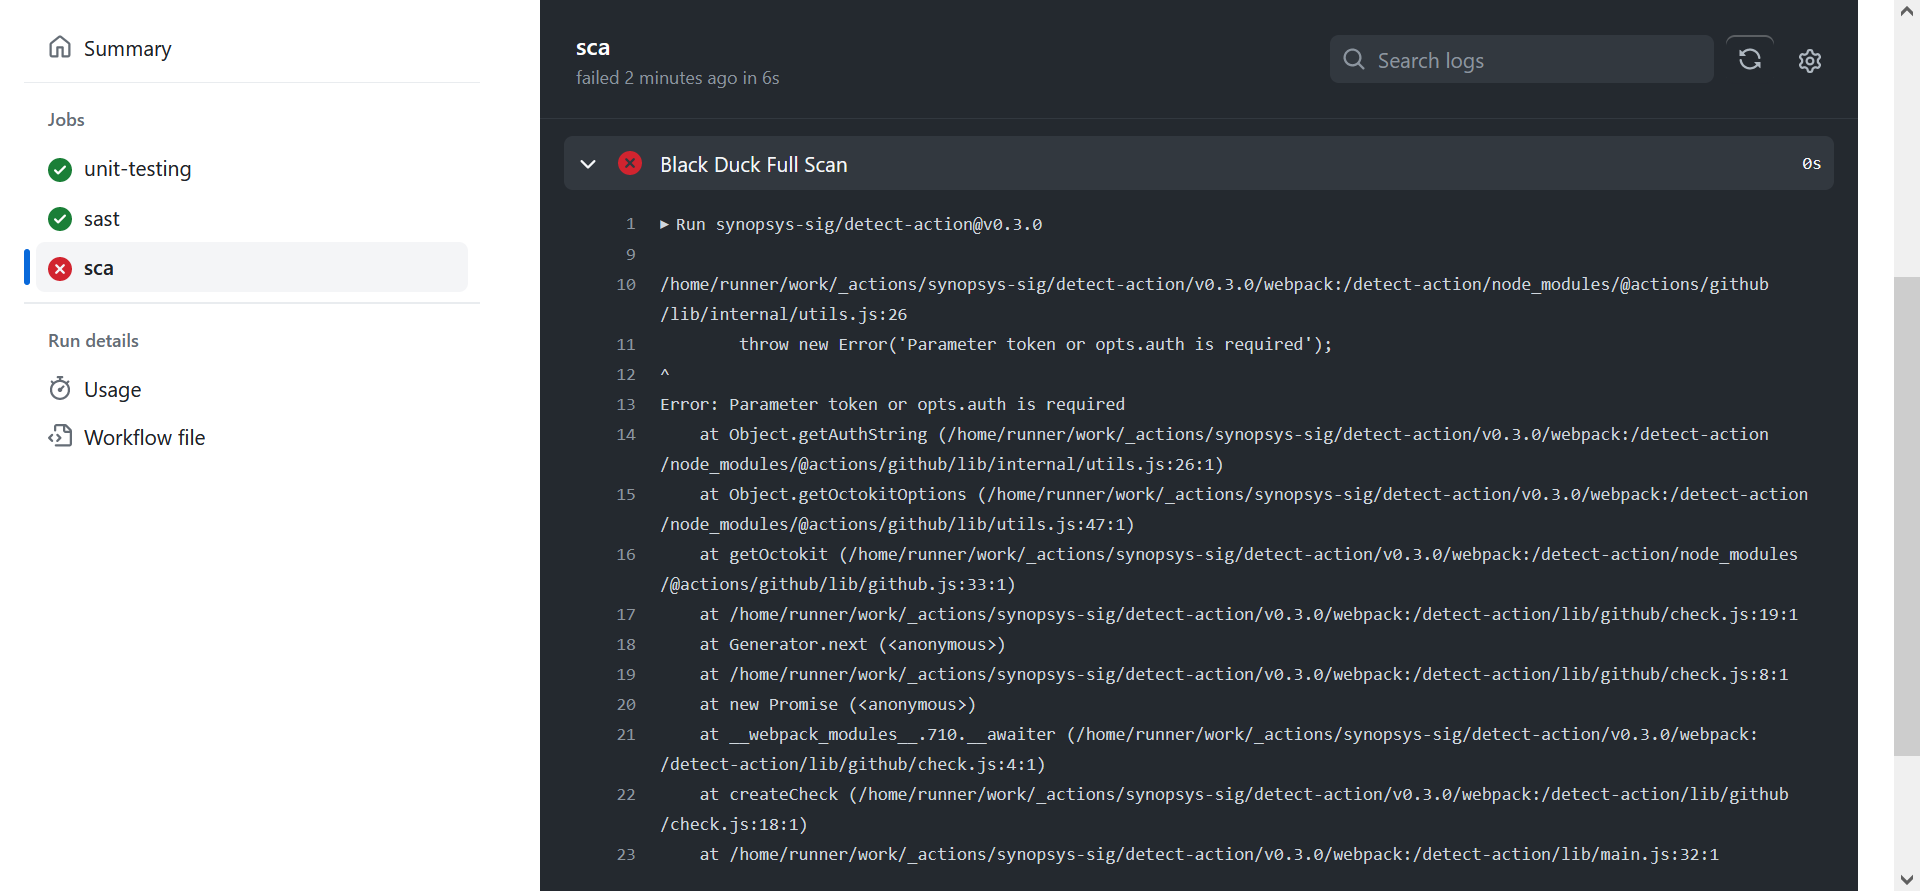 Summary
Jobs
unit-testing
sast
sca
Run details
Usage
Workflow file
sca
failed 2 minutes ago in 6s
Search logs
Black Duck Full Scan
0s
1 ▶ Run synopsys-sig/detect-action@v0.3.0
9
10 /home/runner/work/_actions/synopsys-sig/detect-action/v0.3.0/webpack:/detect-action/node_modules/@actions/github
/lib/internal/utils.js:26
11 throw new Error('Parameter token or opts.auth is required');
12 ^
13 Error: Parameter token or opts.auth is required
14 at Object.getAuthString (/home/runner/work/_actions/synopsys-sig/detect-action/v0.3.0/webpack:/detect-action
/node_modules/@actions/github/lib/internal/utils.js:26:1)
15 at Object.getOctokitOptions (/home/runner/work/_actions/synopsys-sig/detect-action/v0.3.0/webpack:/detect-action
/node_modules/@actions/github/lib/utils.js:47:1)
16 at getOctokit (/home/runner/work/_actions/synopsys-sig/detect-action/v0.3.0/webpack:/detect-action/node_modules
/@actions/github/lib/github.js:33:1)
17 at /home/runner/work/_actions/synopsys-sig/detect-action/v0.3.0/webpack:/detect-action/lib/github/check.js:19:1
18 at Generator.next (<anonymous>)
19 at /home/runner/work/_actions/synopsys-sig/detect-action/v0.3.0/webpack:/detect-action/lib/github/check.js:8:1
20 at new Promise (<anonymous>)
21 at __webpack_modules__.710.__awaiter (/home/runner/work/_actions/synopsys-sig/detect-action/v0.3.0/webpack:
/detect-action/lib/github/check.js:4:1)
22 at createCheck (/home/runner/work/_actions/synopsys-sig/detect-action/v0.3.0/webpack:/detect-action/lib/github
/check.js:18:1)
23 at /home/runner/work/_actions/synopsys-sig/detect-action/v0.3.0/webpack:/detect-action/lib/main.js:32:1